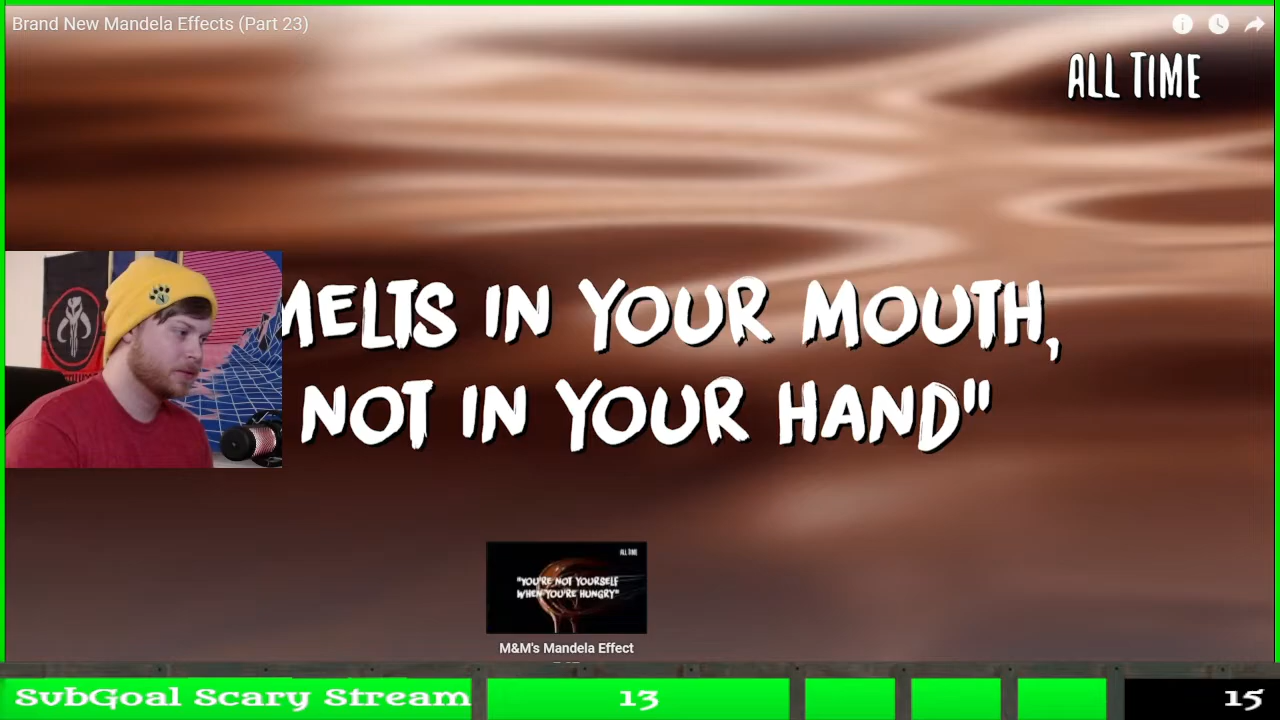 Brand New Mandela Effects (Part 23)
ALL TIME
MELTS IN YOUR MOUTH,
NOT IN YOUR HAND"
ALL TIME
"YOU'RE NOT YOURSELF
WHEN YOU'RE HUNGRY"
M&M's Mandela Effect
SubGoal Scary Stream
13
15